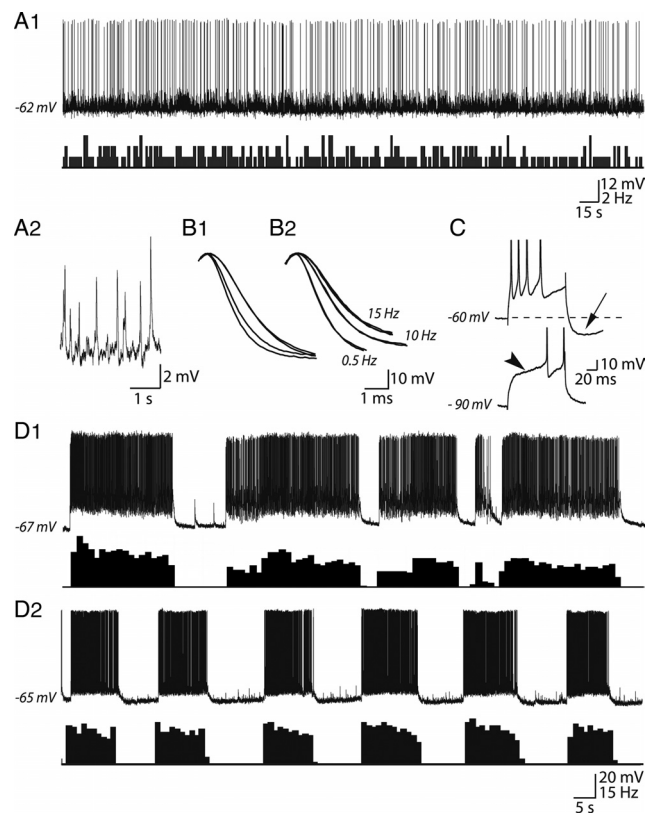 A1
-62 mV
12 mV
2 Hz
15 s
A2
B1
B2
C
15 Hz
10 Hz
0.5 Hz
-60 mV
10 mV
20 ms
2 mV
1 s
10 mV
1 ms
- 90 mV
D1
-67 mV
D2
-65 mV
20 mV
15 Hz
5 s